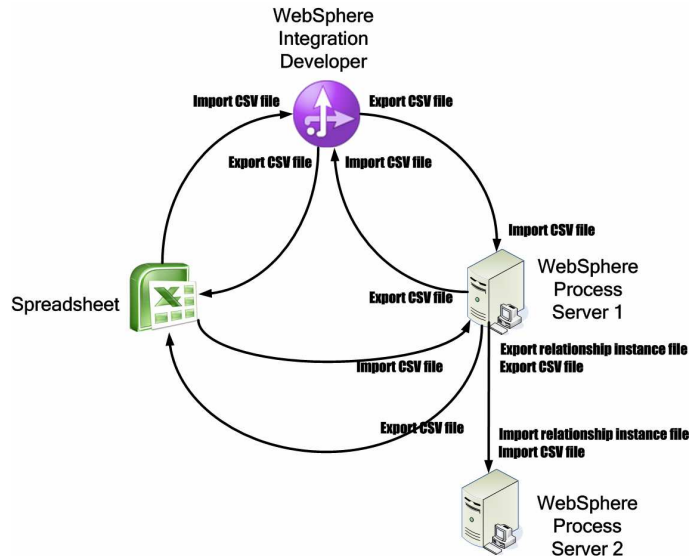 WebSphere
Integration
Developer
Import CSV file
Export CSV file
Export CSV file
Import CSV file
Import CSV file
Spreadsheet
Export CSV file
WebSphere
Process
Server 1
Import CSV file
Export relationship instance file
Export CSV file
Export CSV file
Import relationship instance file
Import CSV file
WebSphere
Process
Server 2